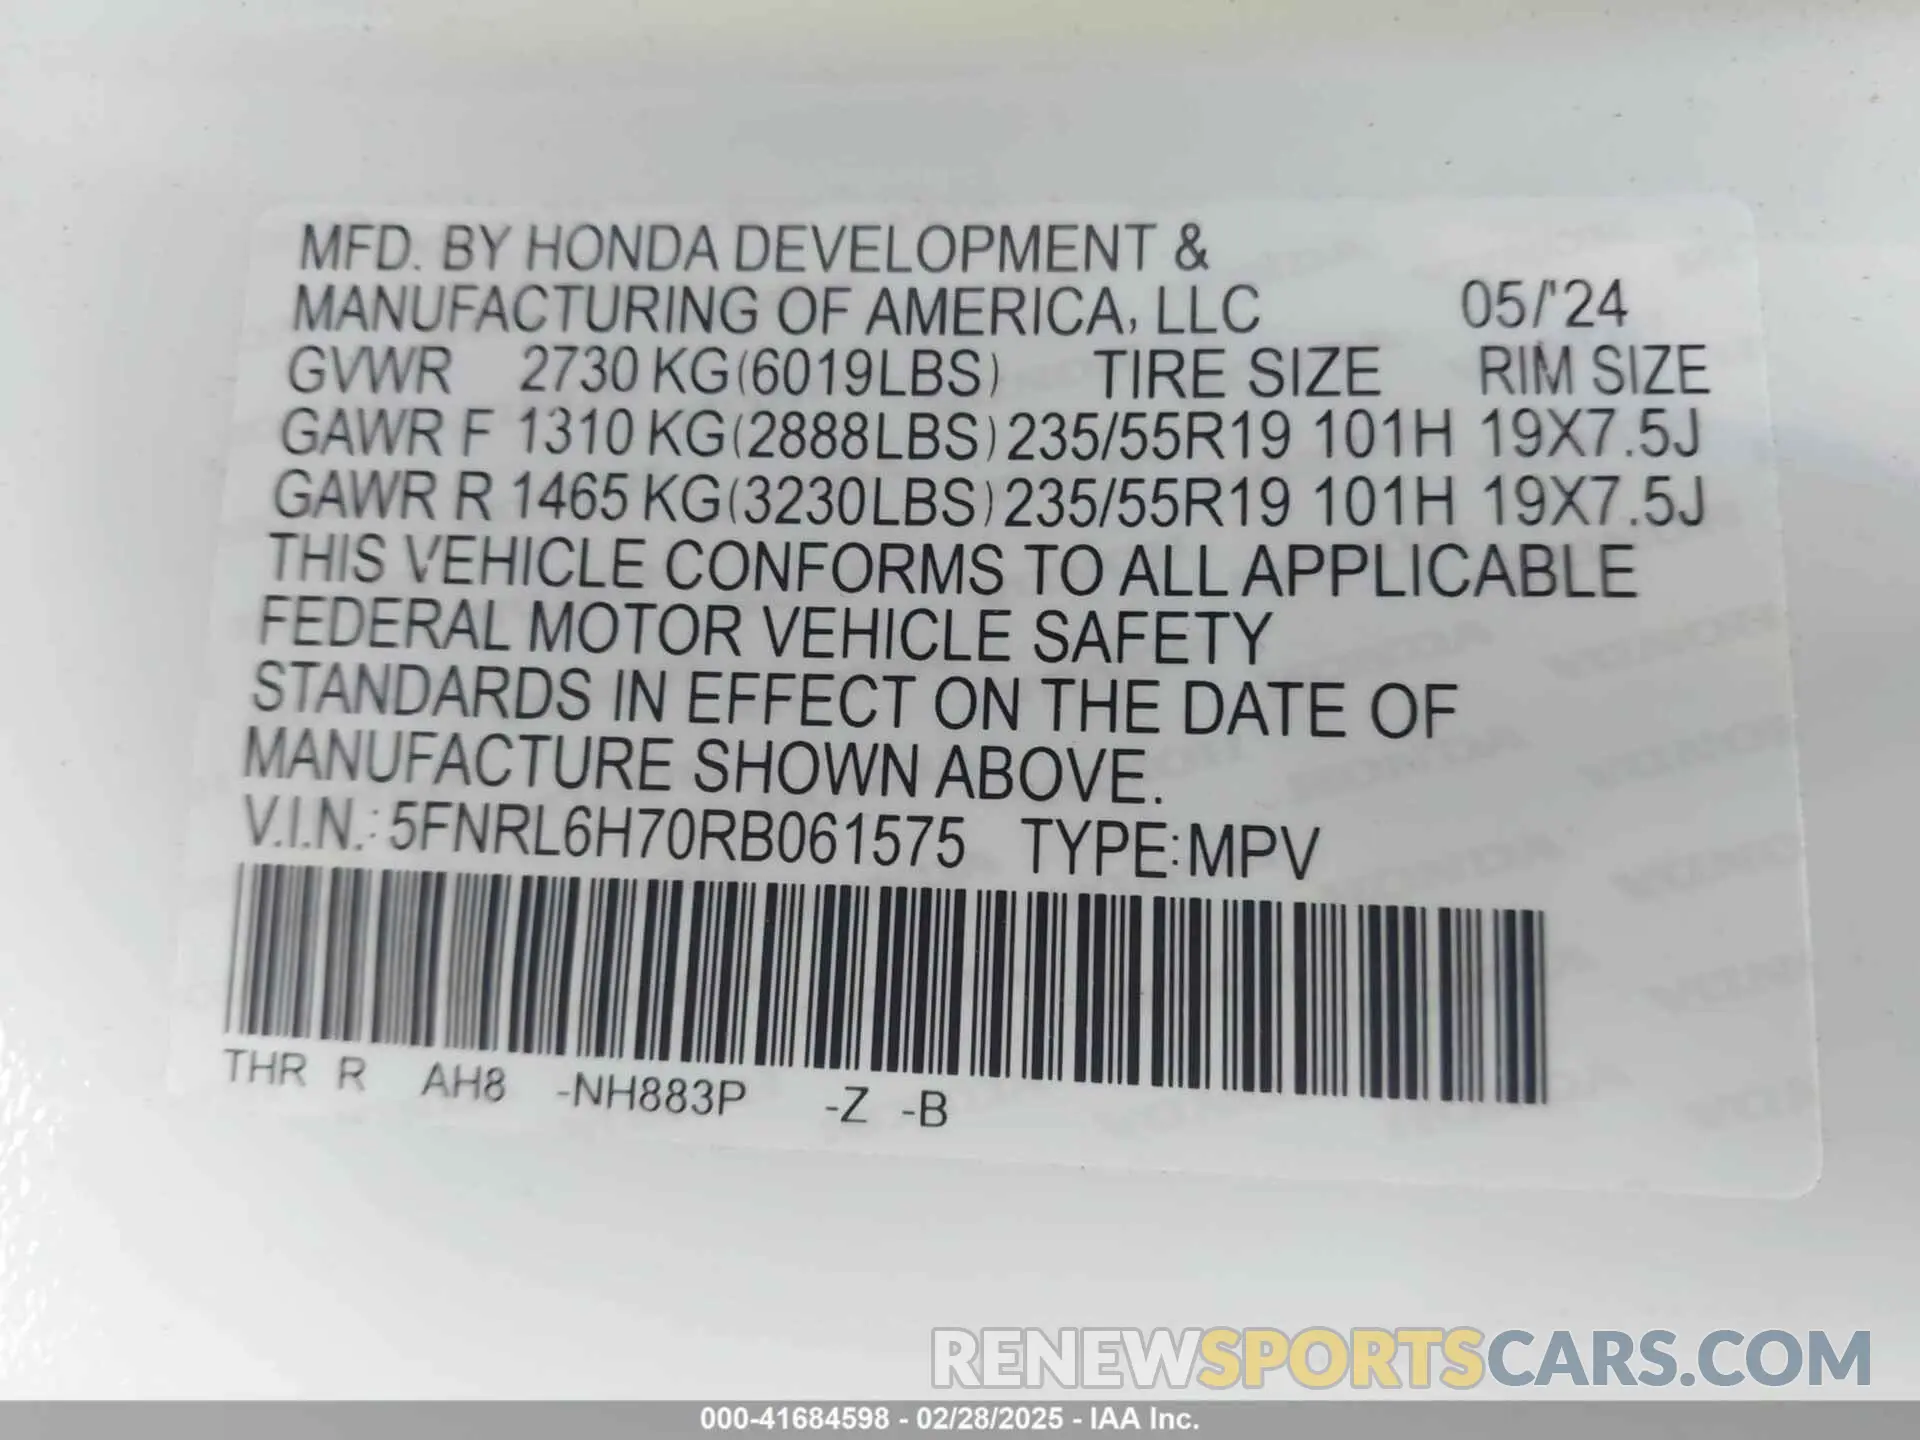 MFD. BY HONDA DEVELOPMENT &
MANUFACTURING OF AMERICA, LLC 05/'24
GVWR 2730 KG(6019LBS) TIRE SIZE RIM SIZE
GAWR F 1310 KG(2888LBS) 235/55R19 101H 19X7.5J
GAWR R 1465 KG(3230LBS) 235/55R19 101H 19X7.5J
THIS VEHICLE CONFORMS TO ALL APPLICABLE
FEDERAL MOTOR VEHICLE SAFETY
STANDARDS IN EFFECT ON THE DATE OF
MANUFACTURE SHOWN ABOVE.
V.I.N.: 5FNRL6H70RB061575 TYPE:MPV
THR R AH8 -NH883P -Z -B
RENEWSPORTSCARS.COM
000-41684598 - 02/28/2025 - IAA Inc.